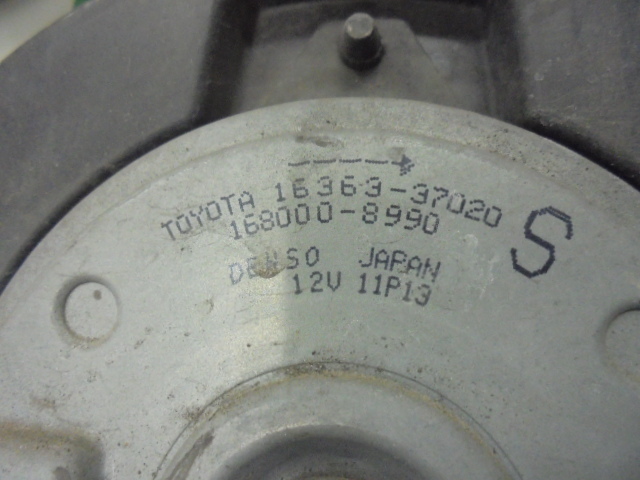 TOYOTA 16363-37020
168000-8990
S
DENSO JAPAN
12V 11P13